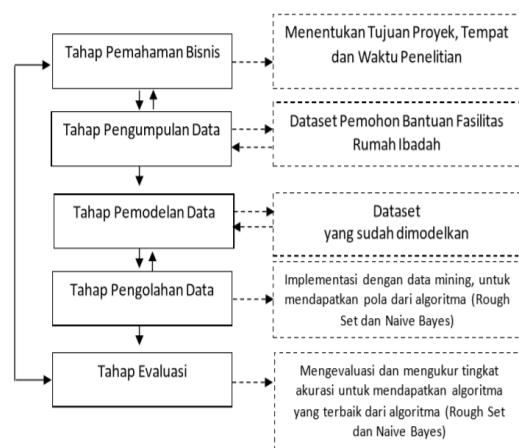 Tahap Pemahaman Bisnis
Menentukan Tujuan Proyek, Tempat
dan Waktu Penelitian
Tahap Pengumpulan Data
Dataset Pemohon Bantuan Fasilitas
Rumah Ibadah
Tahap Pemodelan Data
Dataset
yang sudah dimodelkan
Tahap Pengolahan Data
Implementasi dengan data mining, untuk
mendapatkan pola dari algoritma (Rough
Set dan Naive Bayes)
Tahap Evaluasi
Mengevaluasi dan mengukur tingkat
akurasi untuk mendapatkan algoritma
yang terbaik dari algoritma (Rough Set
dan Naive Bayes)